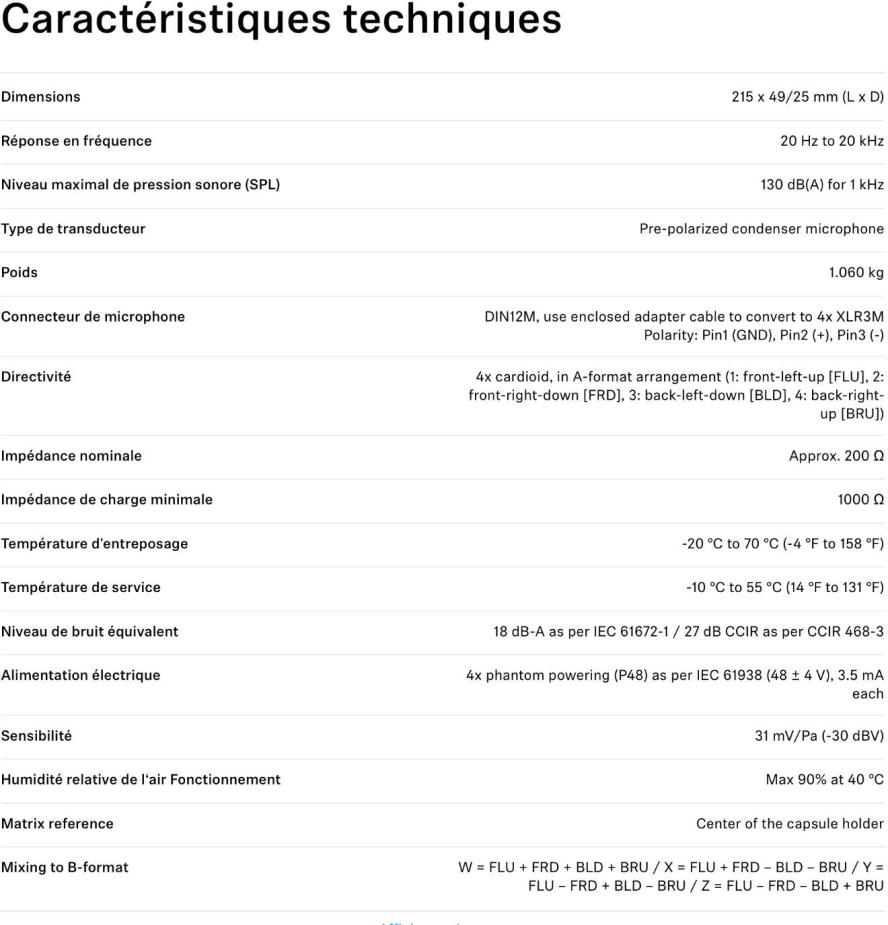 Caractéristiques techniques
Dimensions
215 x 49/25 mm (L x D)
Réponse en fréquence
20 Hz to 20 kHz
Niveau maximal de pression sonore (SPL)
130 dB(A) for 1 kHz
Type de transducteur
Pre-polarized condenser microphone
Poids
1.060 kg
Connecteur de microphone
DIN12M, use enclosed adapter cable to convert to 4x XLR3M
Polarity: Pin1 (GND), Pin2 (+), Pin3 (-)
Directivité
4x cardioid, in A-format arrangement (1: front-left-up [FLU], 2:
front-right-down [FRD], 3: back-left-down [BLD], 4: back-right-
up [BRU])
Impédance nominale
Approx. 200 Ω
Impédance de charge minimale
1000 Ω
Température d'entreposage
-20 °C to 70 °C (-4 °F to 158 °F)
Température de service
-10 °C to 55 °C (14 °F to 131 °F)
Niveau de bruit équivalent
18 dB-A as per IEC 61672-1 / 27 dB CCIR as per CCIR 468-3
Alimentation électrique
4x phantom powering (P48) as per IEC 61938 (48 ± 4 V), 3.5 mA
each
Sensibilité
31 mV/Pa (-30 dBV)
Humidité relative de l‘air Fonctionnement
Max 90% at 40 °C
Matrix reference
Center of the capsule holder
Mixing to B-format
W = FLU + FRD + BLD + BRU / X = FLU + FRD – BLD – BRU / Y =
FLU – FRD + BLD – BRU / Z = FLU – FRD – BLD + BRU